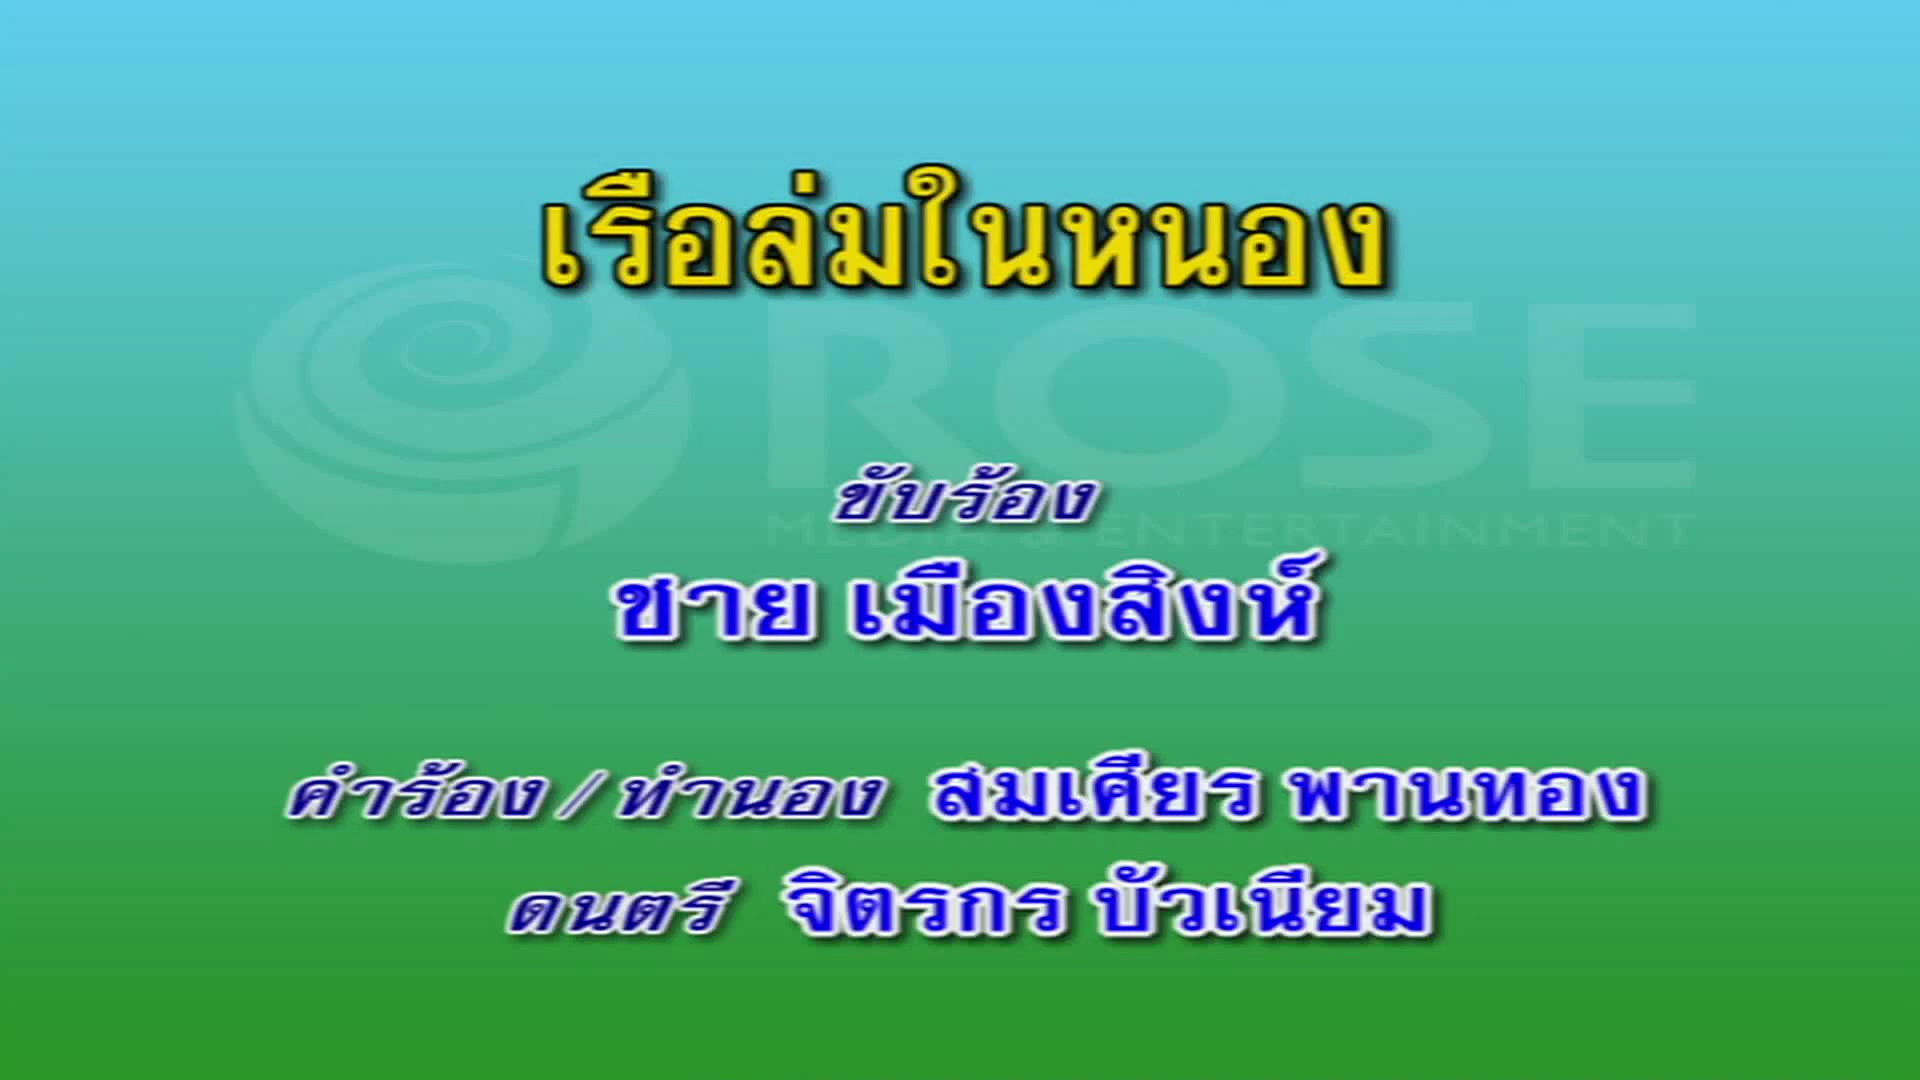 เรือล่มในหนอง
ROSE
MEDIA & ENTERTAINMENT
ขับร้อง
ชาย เมืองสิงห์
คำร้อง / ทำนอง สมเศียร พานทอง
ดนตรี จิตรกร บัวเนียม